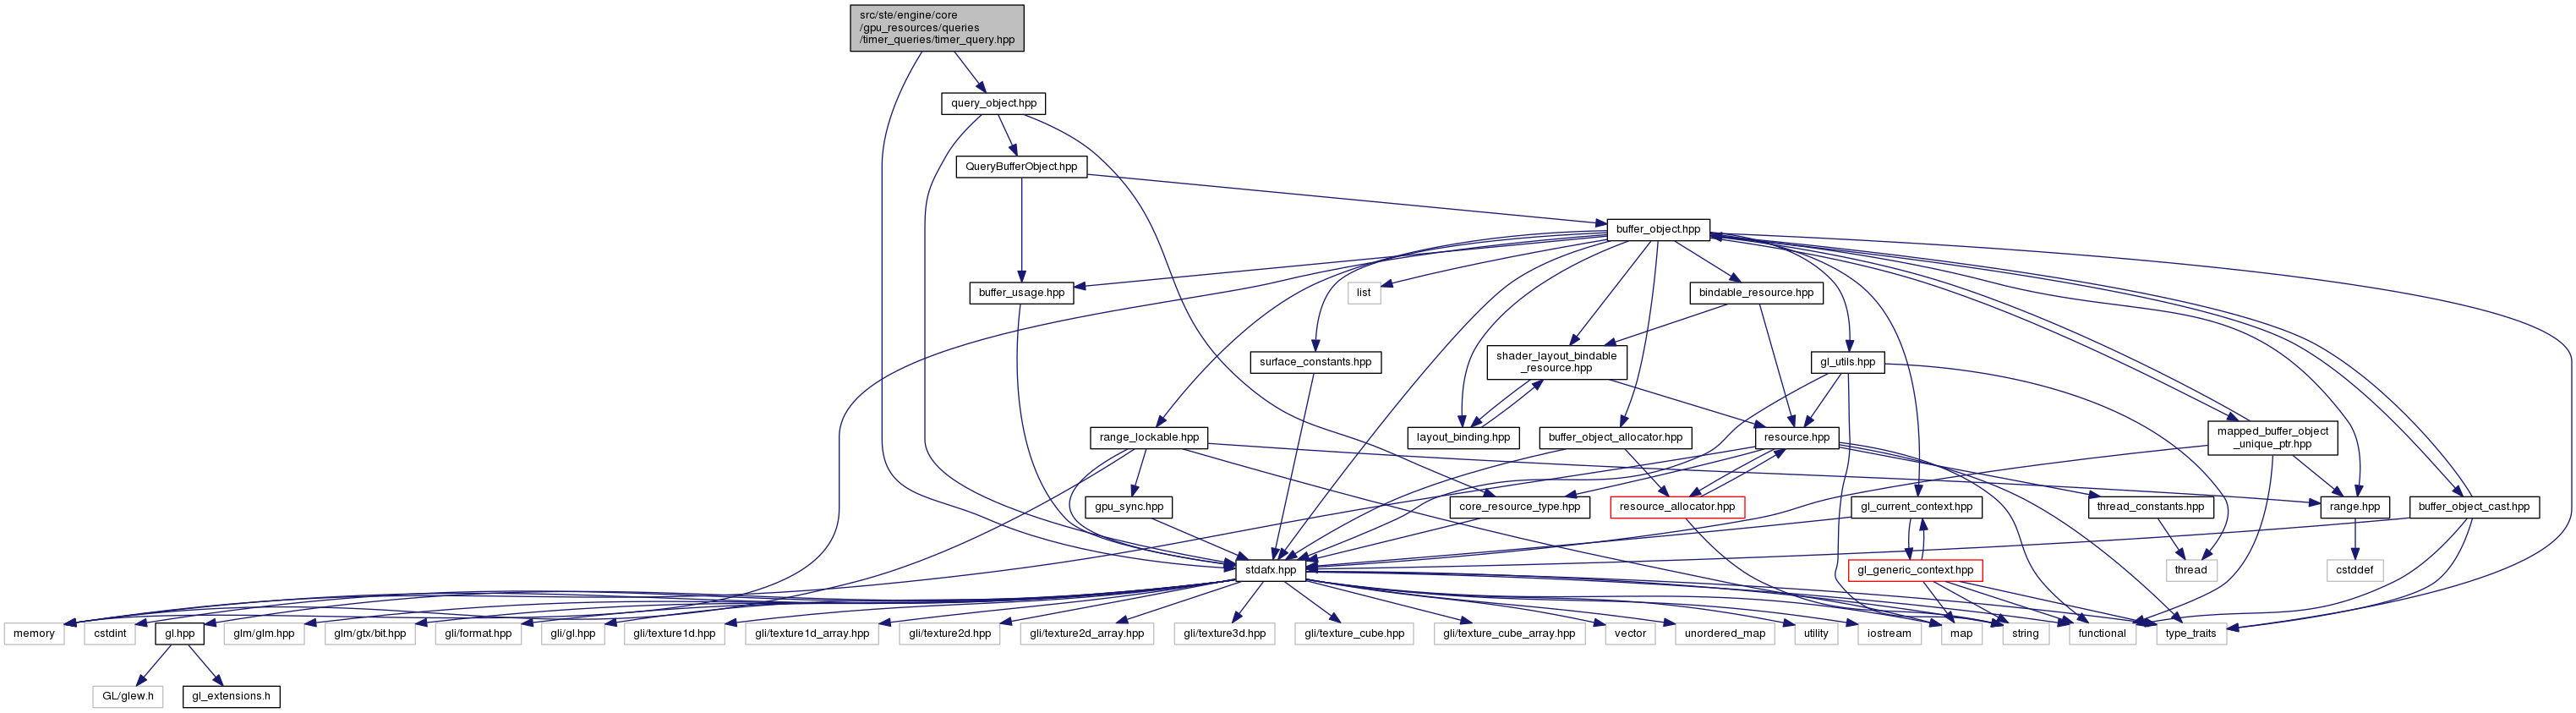 src/ste/engine/core
/gpu_resources/queries
/timer_queries/timer_query.hpp
query_object.hpp
QueryBufferObject.hpp
buffer_object.hpp
buffer_usage.hpp
list
bindable_resource.hpp
surface_constants.hpp
shader_layout_bindable
_resource.hpp
gl_utils.hpp
range_lockable.hpp
layout_binding.hpp
buffer_object_allocator.hpp
resource.hpp
mapped_buffer_object
_unique_ptr.hpp
gpu_sync.hpp
core_resource_type.hpp
resource_allocator.hpp
gl_current_context.hpp
thread_constants.hpp
range.hpp
buffer_object_cast.hpp
stdafx.hpp
gl_generic_context.hpp
thread
cstddef
memory
cstdint
gl.hpp
glm/glm.hpp
glm/gtx/bit.hpp
gli/format.hpp
gli/gl.hpp
gli/texture1d.hpp
gli/texture1d_array.hpp
gli/texture2d.hpp
gli/texture2d_array.hpp
gli/texture3d.hpp
gli/texture_cube.hpp
gli/texture_cube_array.hpp
vector
unordered_map
utility
iostream
map
string
functional
type_traits
GL/glew.h
gl_extensions.h